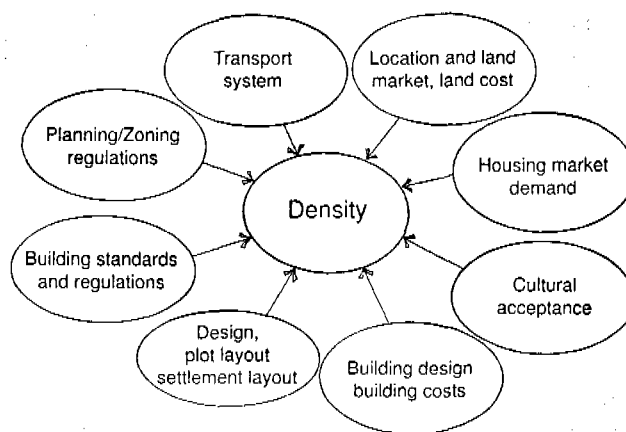 Transport
system
Location and land
market, land cost
Planning/Zoning
regulations
Housing market
demand
Density
Building standards
and regulations
Cultural
acceptance
Design,
plot layout
settlement layout
Building design
building costs